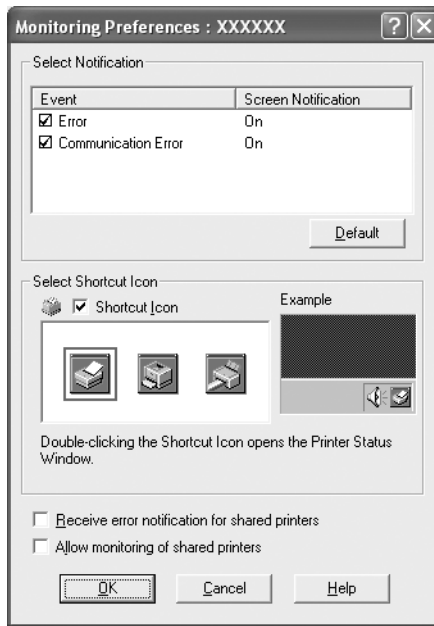 Monitoring Preferences : XXXXXX
Select Notification
Event Screen Notification
Error On
Communication Error On
Default
Select Shortcut Icon
Shortcut Icon Example
Double-clicking the Shortcut Icon opens the Printer Status
Window.
Receive error notification for shared printers
Allow monitoring of shared printers
OK Cancel Help